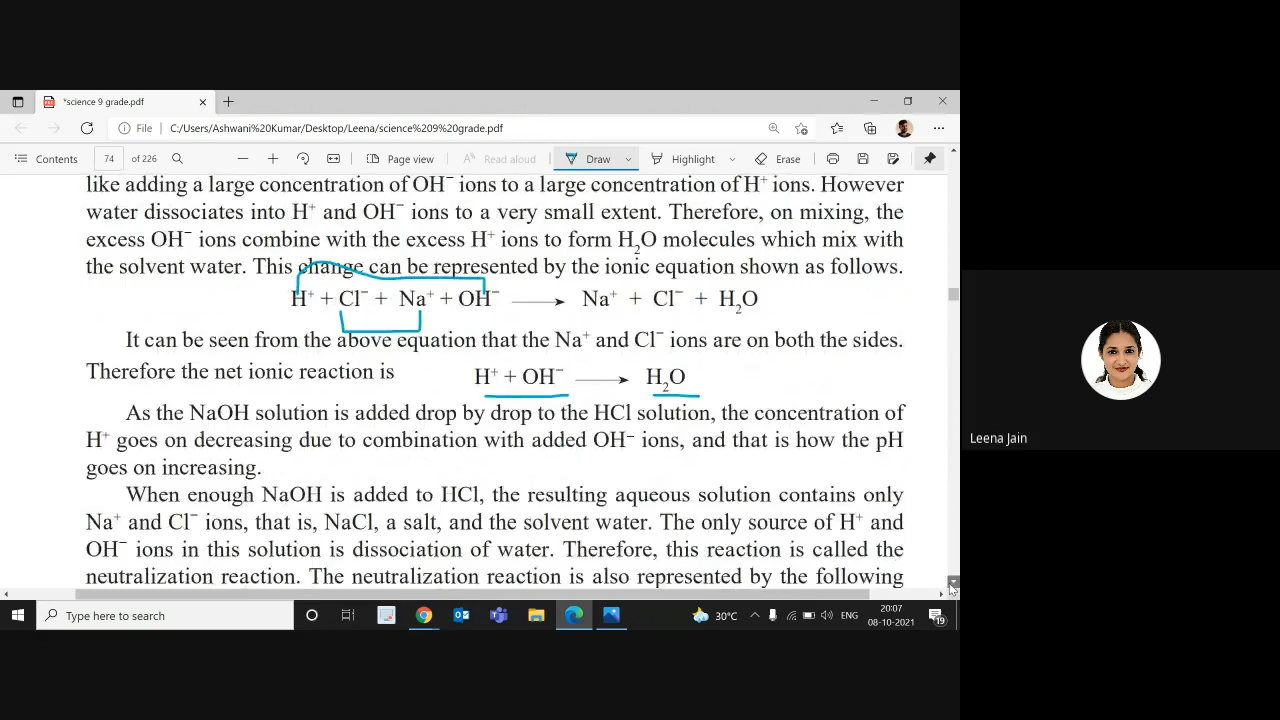 *science 9 grade.pdf
File C:/Users/Ashwani%20Kumar/Desktop/Leena/science%209%20grade.pdf
Contents 74 of 226 Page view Read aloud Draw Highlight Erase
like adding a large concentration of OH⁻ ions to a large concentration of H⁺ ions. However
water dissociates into H⁺ and OH⁻ ions to a very small extent. Therefore, on mixing, the
excess OH⁻ ions combine with the excess H⁺ ions to form H₂O molecules which mix with
the solvent water. This change can be represented by the ionic equation shown as follows.
H⁺ + Cl⁻ + Na⁺ + OH⁻ ⟶ Na⁺ + Cl⁻ + H₂O
It can be seen from the above equation that the Na⁺ and Cl⁻ ions are on both the sides.
Therefore the net ionic reaction is H⁺ + OH⁻ ⟶ H₂O
As the NaOH solution is added drop by drop to the HCl solution, the concentration of
H⁺ goes on decreasing due to combination with added OH⁻ ions, and that is how the pH
goes on increasing.
When enough NaOH is added to HCl, the resulting aqueous solution contains only
Na⁺ and Cl⁻ ions, that is, NaCl, a salt, and the solvent water. The only source of H⁺ and
OH⁻ ions in this solution is dissociation of water. Therefore, this reaction is called the
neutralization reaction. The neutralization reaction is also represented by the following
Leena Jain
Type here to search 30°C ENG 20:07
08-10-2021 19